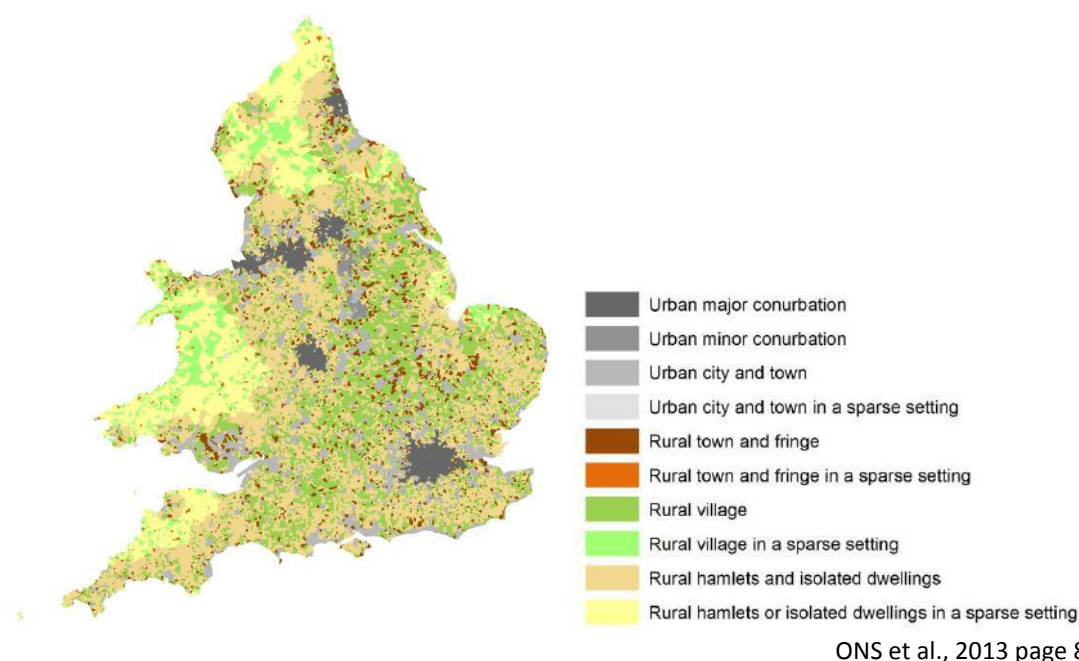 Urban major conurbation
Urban minor conurbation
Urban city and town
Urban city and town in a sparse setting
Rural town and fringe
Rural town and fringe in a sparse setting
Rural village
Rural village in a sparse setting
Rural hamlets and isolated dwellings
Rural hamlets or isolated dwellings in a sparse setting
ONS et al., 2013 page 8